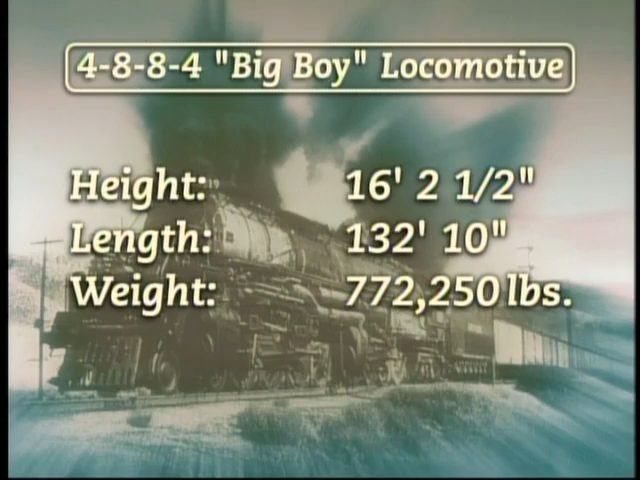 4-8-8-4 "Big Boy" Locomotive
Height: 16' 2 1/2"
Length: 132' 10"
Weight: 772,250 lbs.